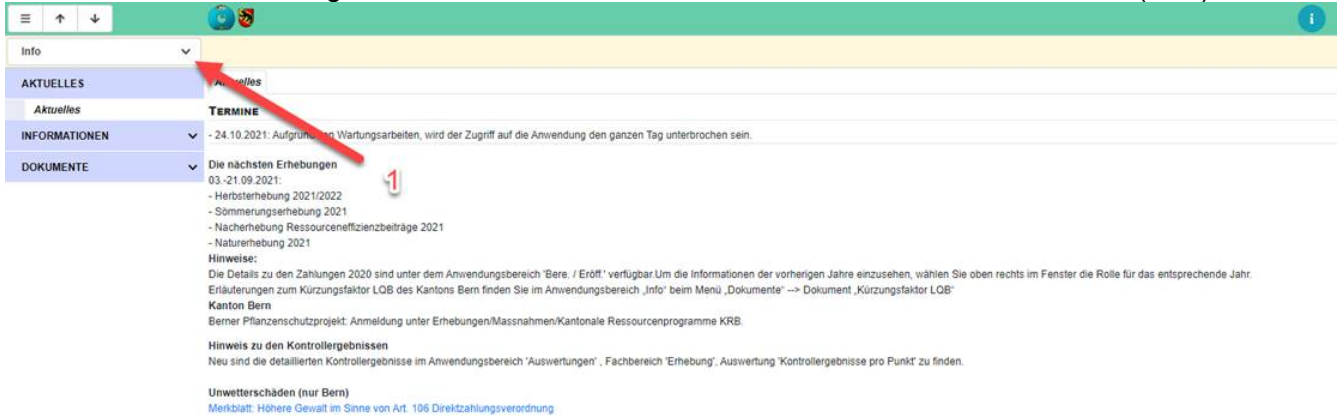 Info
AKTUELLES
Aktuelles
INFORMATIONEN
DOKUMENTE
TERMINE
- 24.10.2021: Wartungsarbeiten, wird der Zugriff auf die Anwendung den ganzen Tag unterbrochen sein.
Die nächsten Erhebungen
03.-21.09.2021:
- Herbsterhebung 2021/2022
- Sömmerungserhebung 2021
- Nacherhebung Ressourceneffizienzbeiträge 2021
- Naturerhebung 2021
Hinweise:
Die Details zu den Zahlungen 2020 sind unter dem Anwendungsbereich 'Bere. / Eröff.' verfügbar.Um die Informationen der vorherigen Jahre einzusehen, wählen Sie oben rechts im Fenster die Rolle für das entsprechende Jahr.
Erläuterungen zum Kürzungsfaktor LQB des Kantons Bern finden Sie im Anwendungsbereich „Info“ beim Menü „Dokumente“ --> Dokument „Kürzungsfaktor LQB“
Kanton Bern
Berner Pflanzenschutzprojekt: Anmeldung unter Erhebungen/Massnahmen/Kantonale Ressourcenprogramme KRB.
Hinweis zu den Kontrollergebnissen
Neu sind die detaillierten Kontrollergebnisse im Anwendungsbereich 'Auswertungen' , Fachbereich 'Erhebung', Auswertung 'Kontrollergebnisse pro Punkt' zu finden.
Unwetterschäden (nur Bern)
Merkblatt: Höhere Gewalt im Sinne von Art. 106 Direktzahlungsverordnung
1